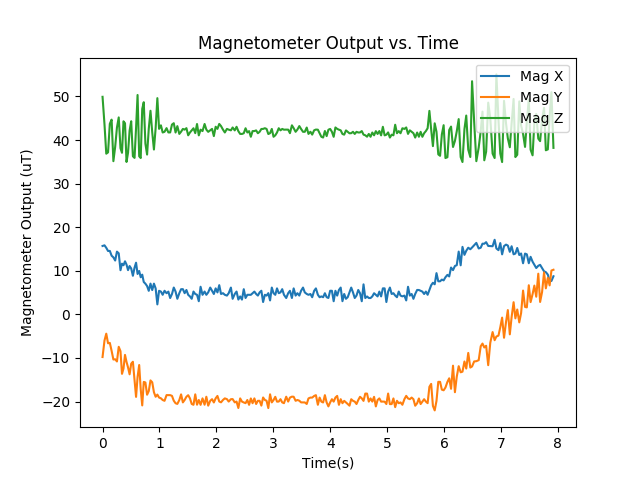 Magnetometer Output vs. Time
Mag X
Mag Y
Mag Z
Magnetometer Output (uT)
50
40
30
20
10
0
−10
−20
0 1 2 3 4 5 6 7 8
Time(s)